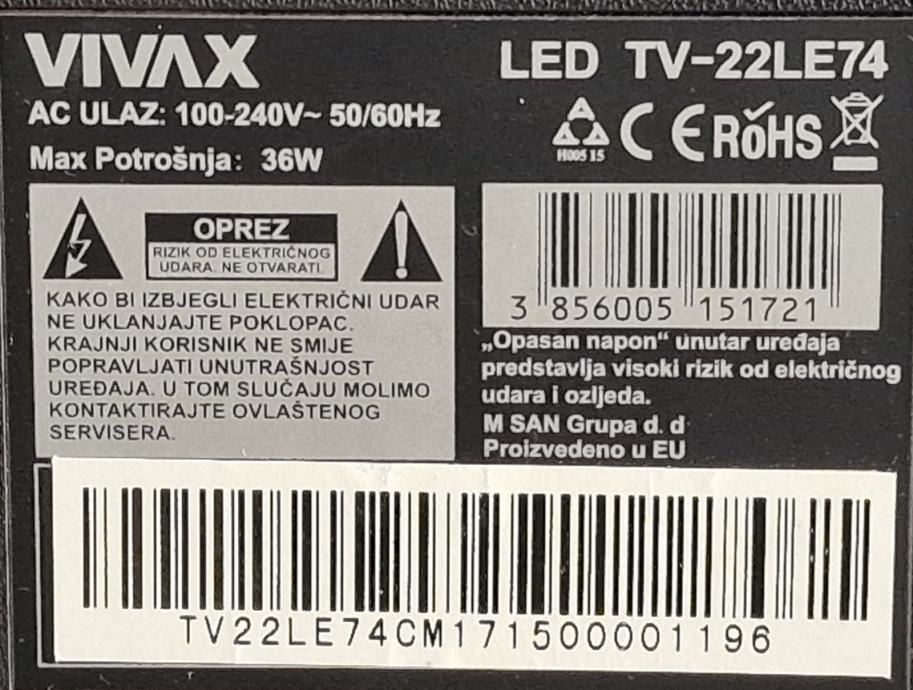 VIVAX
LED TV-22LE74
AC ULAZ: 100-240V~ 50/60Hz
Max Potrošnja: 36W
H005 15
CE RoHS
OPREZ
RIZIK OD ELEKTRIČNOG
UDARA. NE OTVARATI.
KAKO BI IZBJEGLI ELEKTRIČNI UDAR
NE UKLANJAJTE POKLOPAC.
KRAJNJI KORISNIK NE SMIJE
POPRAVLJATI UNUTRAŠNJOST
UREĐAJA. U TOM SLUČAJU MOLIMO
KONTAKTIRAJTE OVLAŠTENOG
SERVISERA.
3 856005 151721
„Opasan napon“ unutar uređaja
predstavlja visoki rizik od električnog
udara i ozljeda.
M SAN Grupa d. d
Proizvedeno u EU
TV22LE74CM171500001196